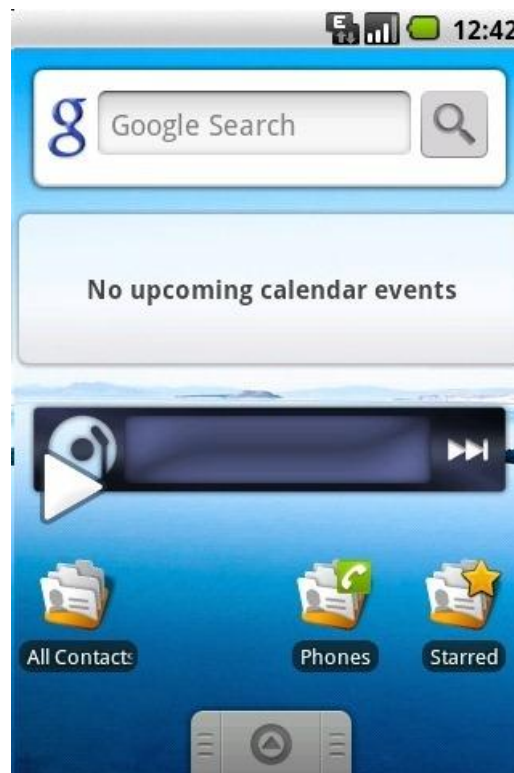 E
12:42
g
Google Search
No upcoming calendar events
All Contacts
Phones
Starred